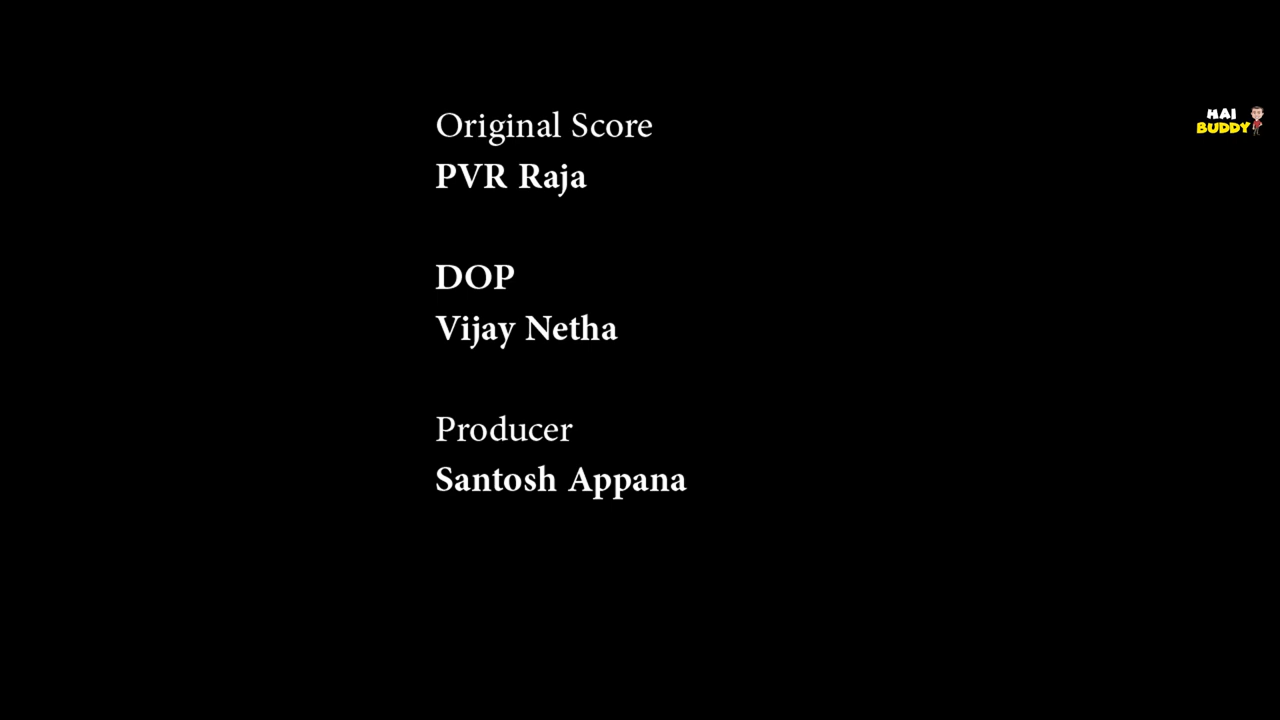 Original Score
PVR Raja
DOP
Vijay Netha
Producer
Santosh Appana
HAI
BUDDY